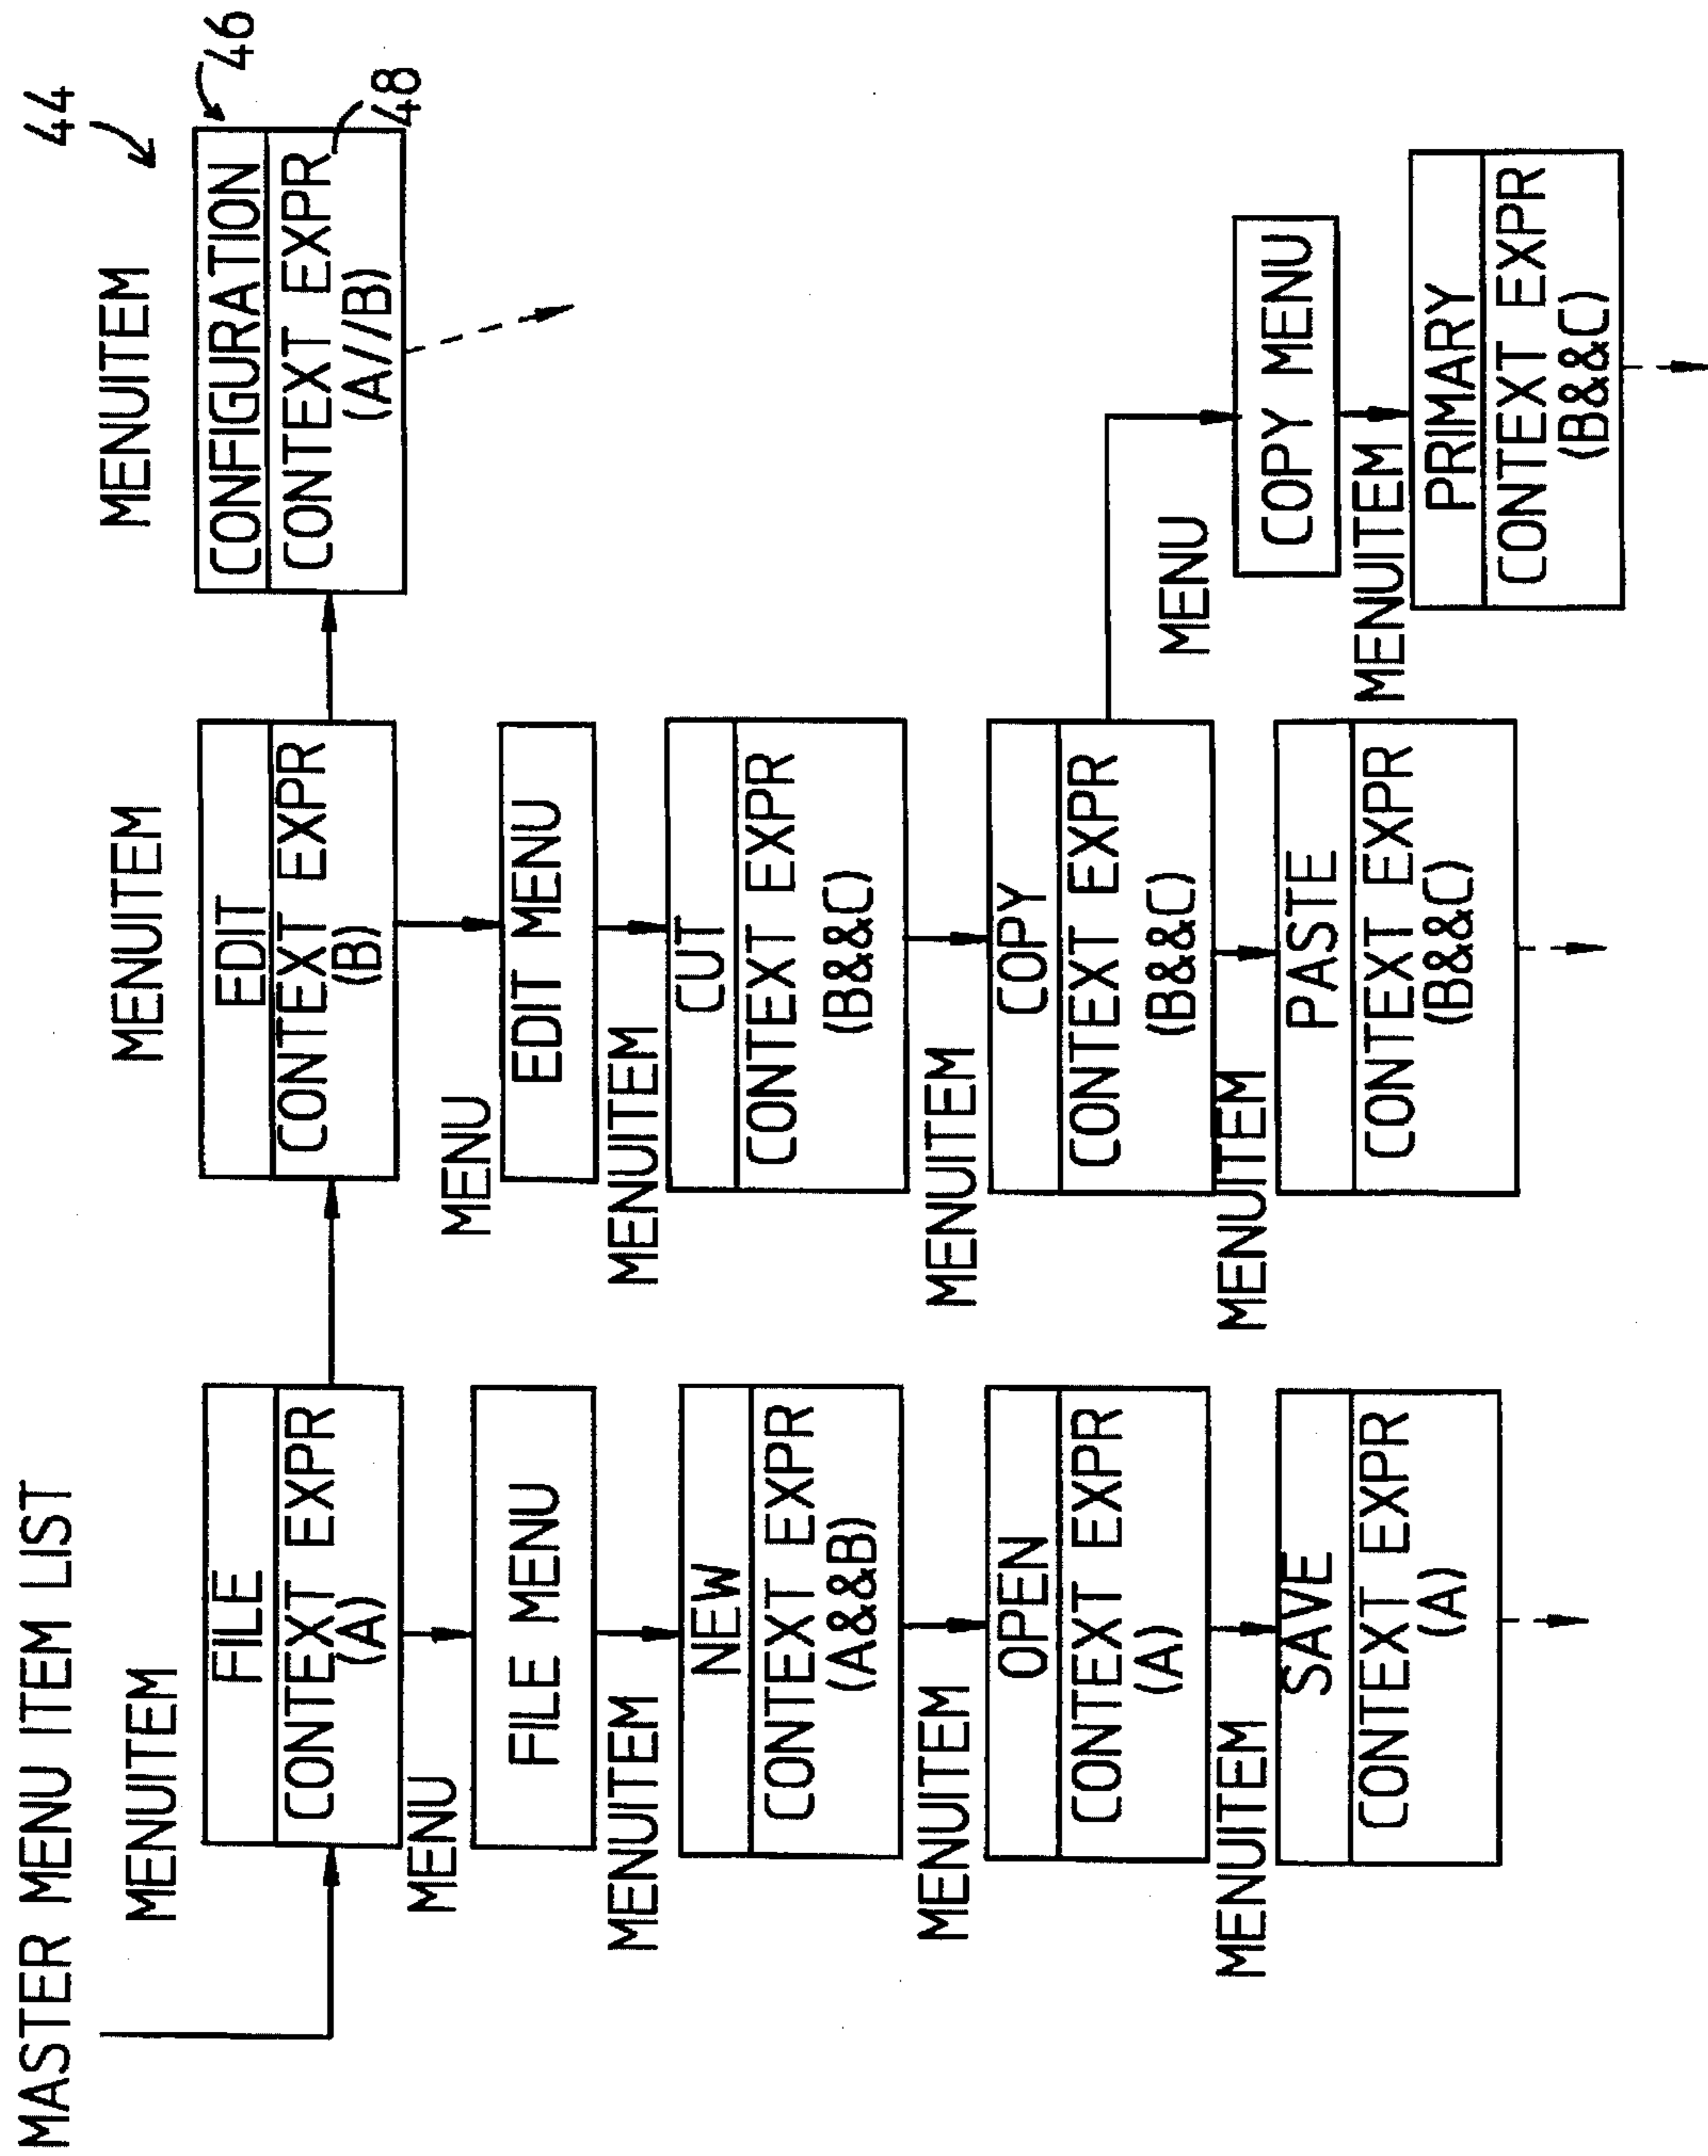 MASTER MENU ITEM LIST
44
MENUITEM
MENUITEM
MENUITEM
46
FILE
CONTEXT EXPR
(A)
EDIT
CONTEXT EXPR
(B)
CONFIGURATION
CONTEXT EXPR
(A//B)
48
MENU
FILE MENU
MENU
EDIT MENU
MENUITEM
NEW
CONTEXT EXPR
(A&&B)
MENUITEM
CUT
CONTEXT EXPR
(B&&C)
MENUITEM
OPEN
CONTEXT EXPR
(A)
MENUITEM
COPY
CONTEXT EXPR
(B&&C)
MENU
COPY MENU
MENUITEM
SAVE
CONTEXT EXPR
(A)
MENUITEM
PASTE
CONTEXT EXPR
(B&&C)
MENUITEM
PRIMARY
CONTEXT EXPR
(B&&C)